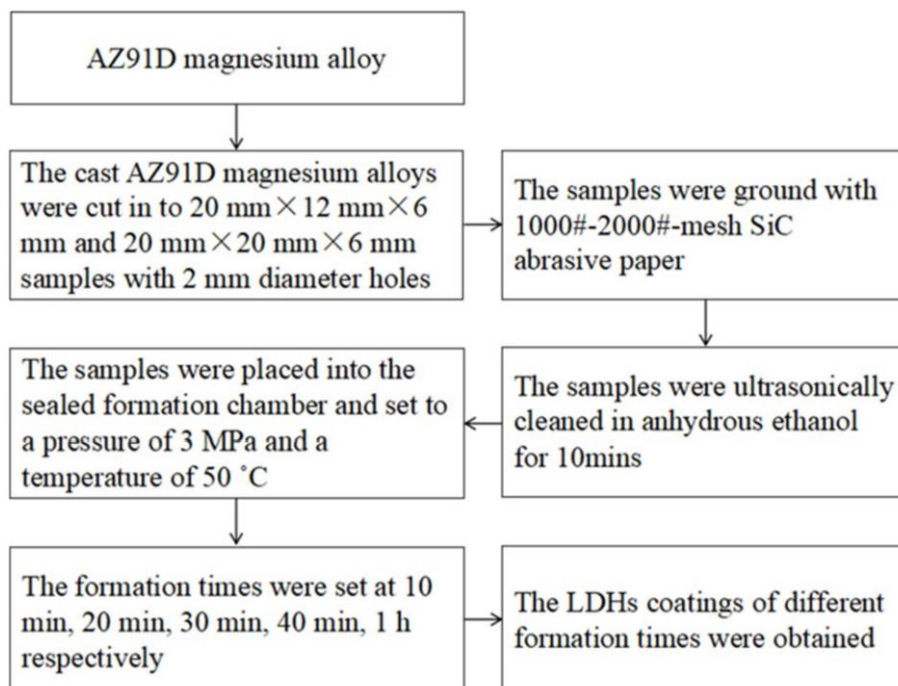 AZ91D magnesium alloy
The cast AZ91D magnesium alloys
were cut in to 20 mm×12 mm×6
mm and 20 mm×20 mm×6 mm
samples with 2 mm diameter holes
The samples were ground with
1000#-2000#-mesh SiC
abrasive paper
The samples were ultrasonically
cleaned in anhydrous ethanol
for 10mins
The samples were placed into the
sealed formation chamber and set to
a pressure of 3 MPa and a
temperature of 50 ˚C
The formation times were set at 10
min, 20 min, 30 min, 40 min, 1 h
respectively
The LDHs coatings of different
formation times were obtained